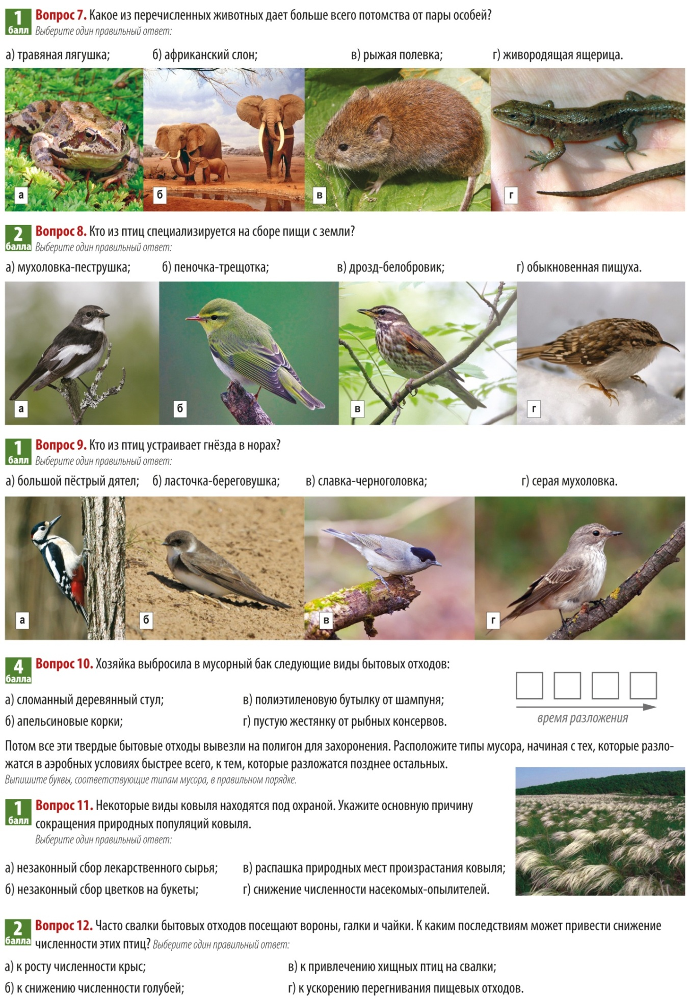 1 балл
Вопрос 7. Какое из перечисленных животных дает больше всего потомства от пары особей?
Выберите один правильный ответ:
а) травяная лягушка; б) африканский слон; в) рыжая полевка; г) живородящая ящерица.
а б в г
2 балла
Вопрос 8. Кто из птиц специализируется на сборе пищи с земли?
Выберите один правильный ответ:
а) мухоловка-пеструшка; б) пеночка-трещотка; в) дрозд-белобровик; г) обыкновенная пищуха.
а б в г
1 балл
Вопрос 9. Кто из птиц устраивает гнёзда в норах?
Выберите один правильный ответ:
а) большой пёстрый дятел; б) ласточка-береговушка; в) славка-черноголовка; г) серая мухоловка.
а б в г
4 балла
Вопрос 10. Хозяйка выбросила в мусорный бак следующие виды бытовых отходов:
а) сломанный деревянный стул; в) полиэтиленовую бутылку от шампуня;
б) апельсиновые корки; г) пустую жестянку от рыбных консервов.
время разложения
Потом все эти твердые бытовые отходы вывезли на полигон для захоронения. Расположите типы мусора, начиная с тех, которые разло-
жатся в аэробных условиях быстрее всего, к тем, которые разложатся позднее остальных.
Выпишите буквы, соответствующие типам мусора, в правильном порядке.
1 балл
Вопрос 11. Некоторые виды ковыля находятся под охраной. Укажите основную причину
сокращения природных популяций ковыля.
Выберите один правильный ответ:
а) незаконный сбор лекарственного сырья; в) распашка природных мест произрастания ковыля;
б) незаконный сбор цветков на букеты; г) снижение численности насекомых-опылителей.
2 балла
Вопрос 12. Часто свалки бытовых отходов посещают вороны, галки и чайки. К каким последствиям может привести снижение
численности этих птиц? Выберите один правильный ответ:
а) к росту численности крыс; в) к привлечению хищных птиц на свалки;
б) к снижению численности голубей; г) к ускорению перегнивания пищевых отходов.